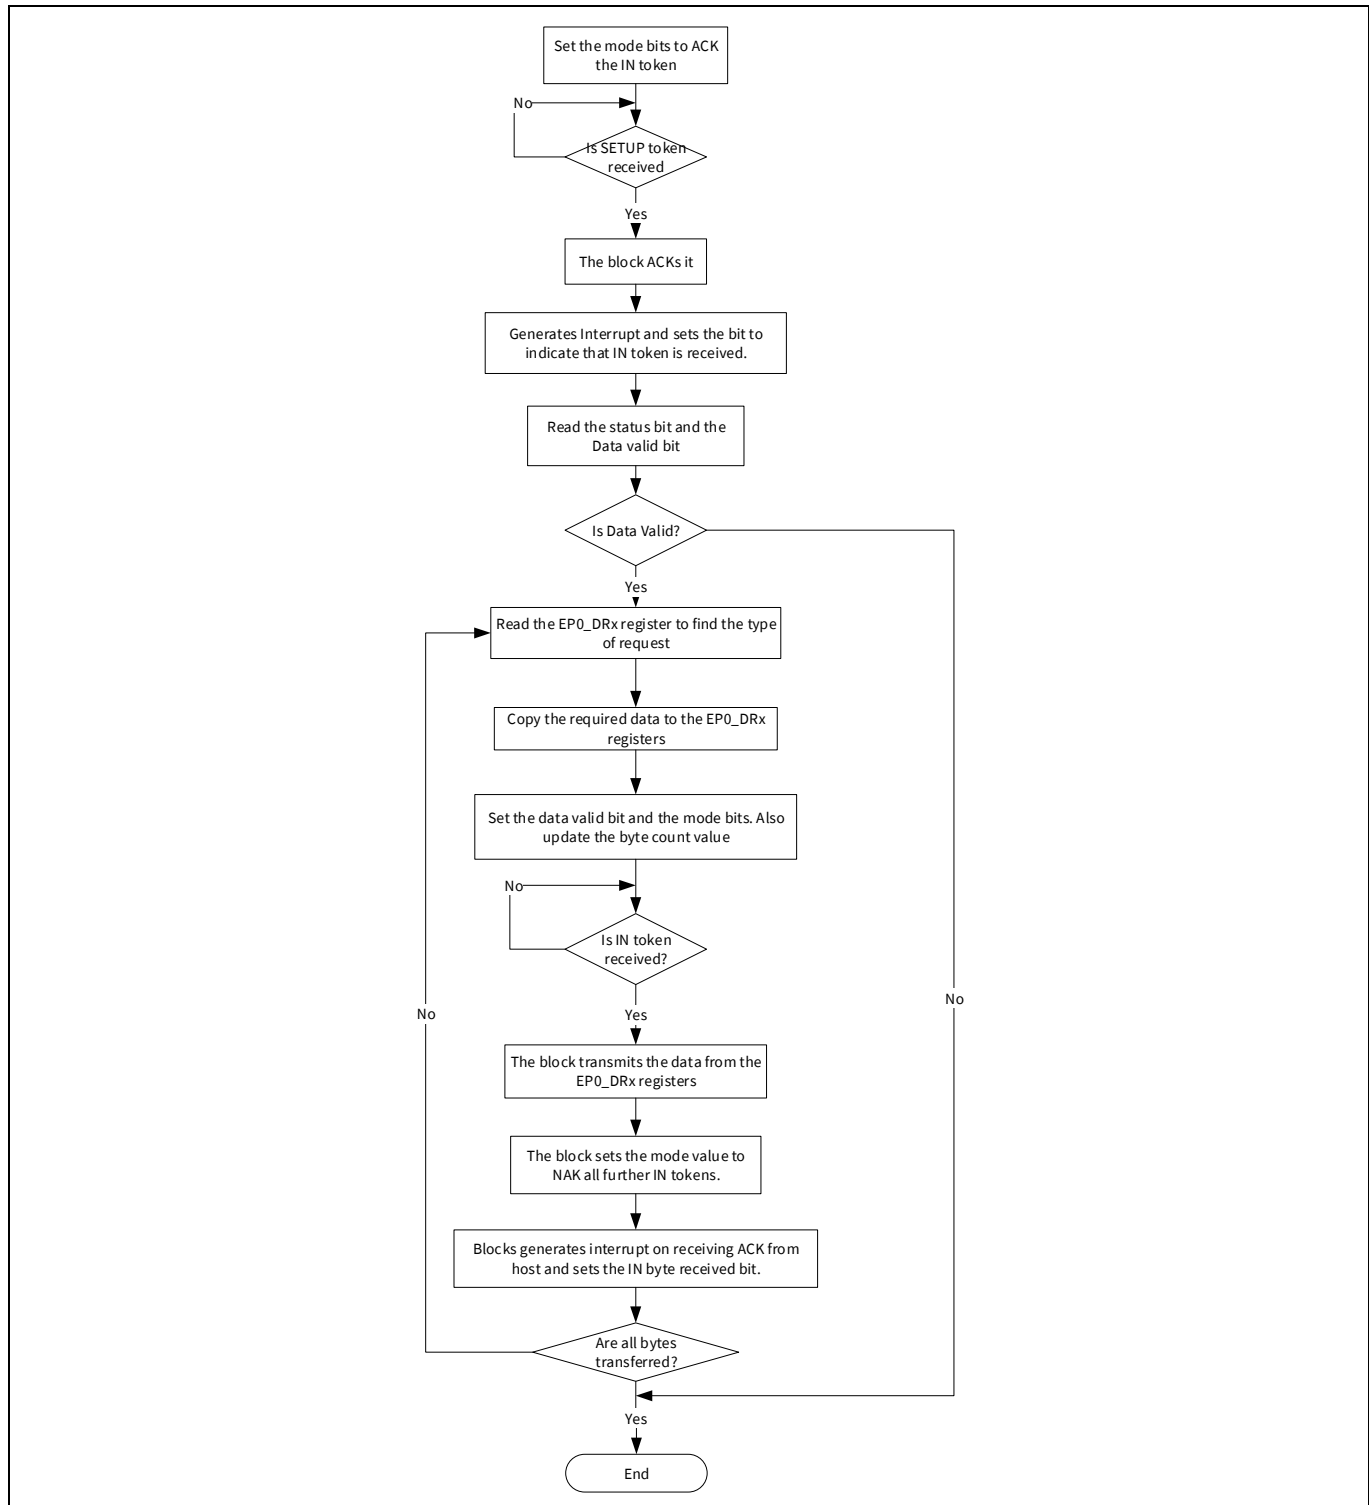 Set the mode bits to ACK
the IN token
No
Is SETUP token
received
Yes
The block ACKs it
Generates Interrupt and sets the bit to
indicate that IN token is received.
Read the status bit and the
Data valid bit
Is Data Valid?
Yes
Read the EP0_DRx register to find the type
of request
Copy the required data to the EP0_DRx
registers
Set the data valid bit and the mode bits. Also
update the byte count value
No
Is IN token
received?
No
No
Yes
The block transmits the data from the
EP0_DRx registers
The block sets the mode value to
NAK all further IN tokens.
Blocks generates interrupt on receiving ACK from
host and sets the IN byte received bit.
Are all bytes
transferred?
Yes
End